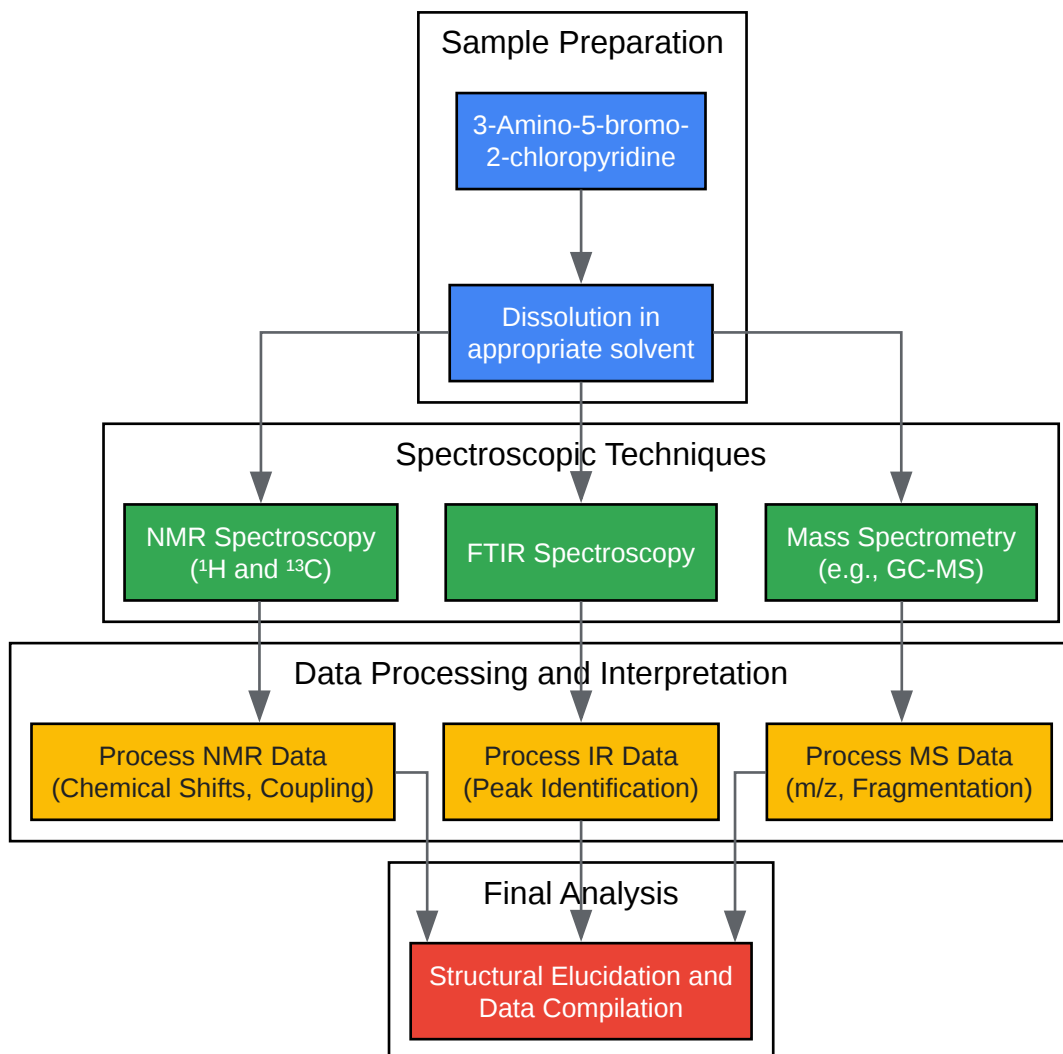 Sample Preparation
3-Amino-5-bromo-
2-chloropyridine
Dissolution in
appropriate solvent
Spectroscopic Techniques
NMR Spectroscopy
(¹H and ¹³C)
FTIR Spectroscopy
Mass Spectrometry
(e.g., GC-MS)
Data Processing and Interpretation
Process NMR Data
(Chemical Shifts, Coupling)
Process IR Data
(Peak Identification)
Process MS Data
(m/z, Fragmentation)
Final Analysis
Structural Elucidation and
Data Compilation